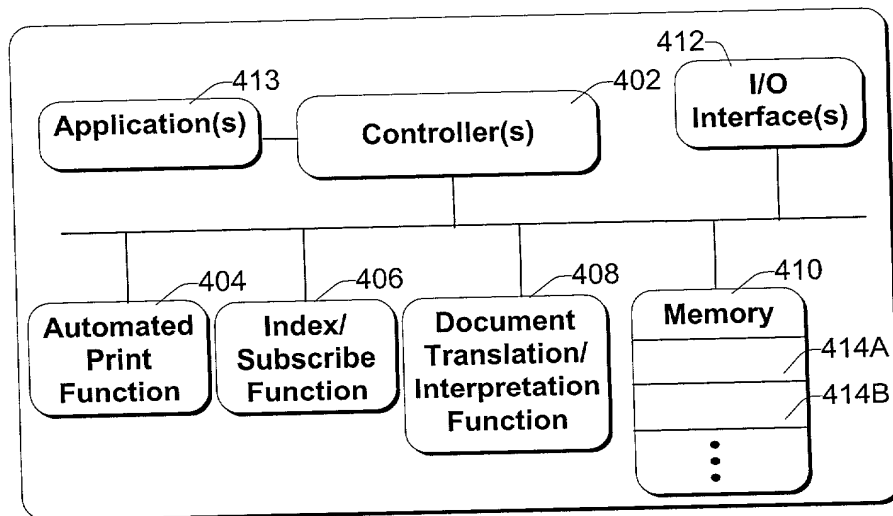 413
Application(s)
402
Controller(s)
412
I/O
Interface(s)
404
Automated
Print
Function
406
Index/
Subscribe
Function
408
Document
Translation/
Interpretation
Function
410
Memory
414A
414B